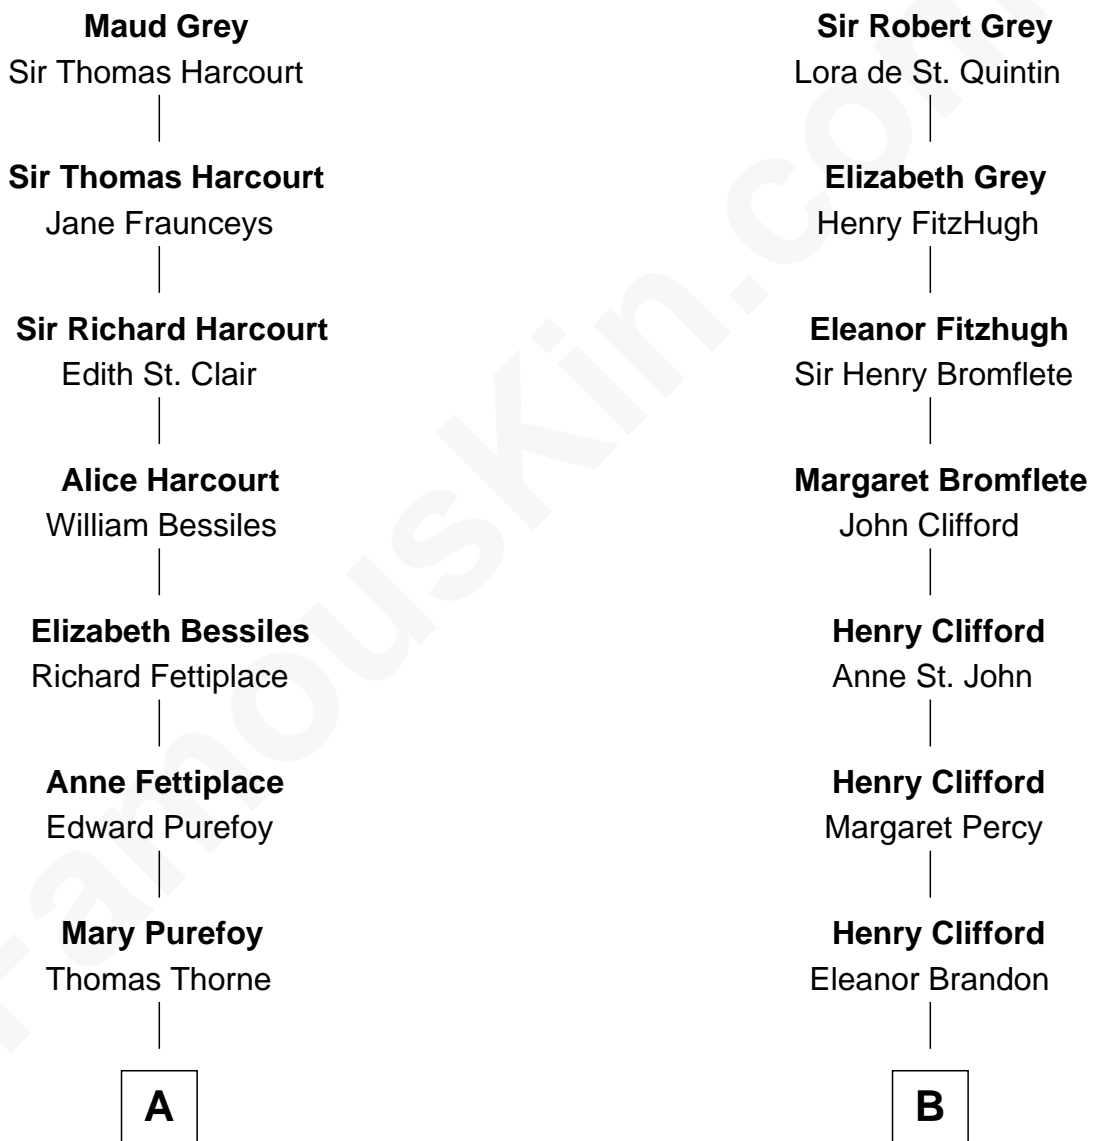 Maud Grey
Sir Thomas Harcourt
Sir Thomas Harcourt
Jane Fraunceys
Sir Richard Harcourt
Edith St. Clair
Alice Harcourt
William Bessiles
Elizabeth Bessiles
Richard Fettiplace
Anne Fettiplace
Edward Purefoy
Mary Purefoy
Thomas Thorne
A
Sir Robert Grey
Lora de St. Quintin
Elizabeth Grey
Henry FitzHugh
Eleanor Fitzhugh
Sir Henry Bromflete
Margaret Bromflete
John Clifford
Henry Clifford
Anne St. John
Henry Clifford
Margaret Percy
Henry Clifford
Eleanor Brandon
B
FamousKin.com